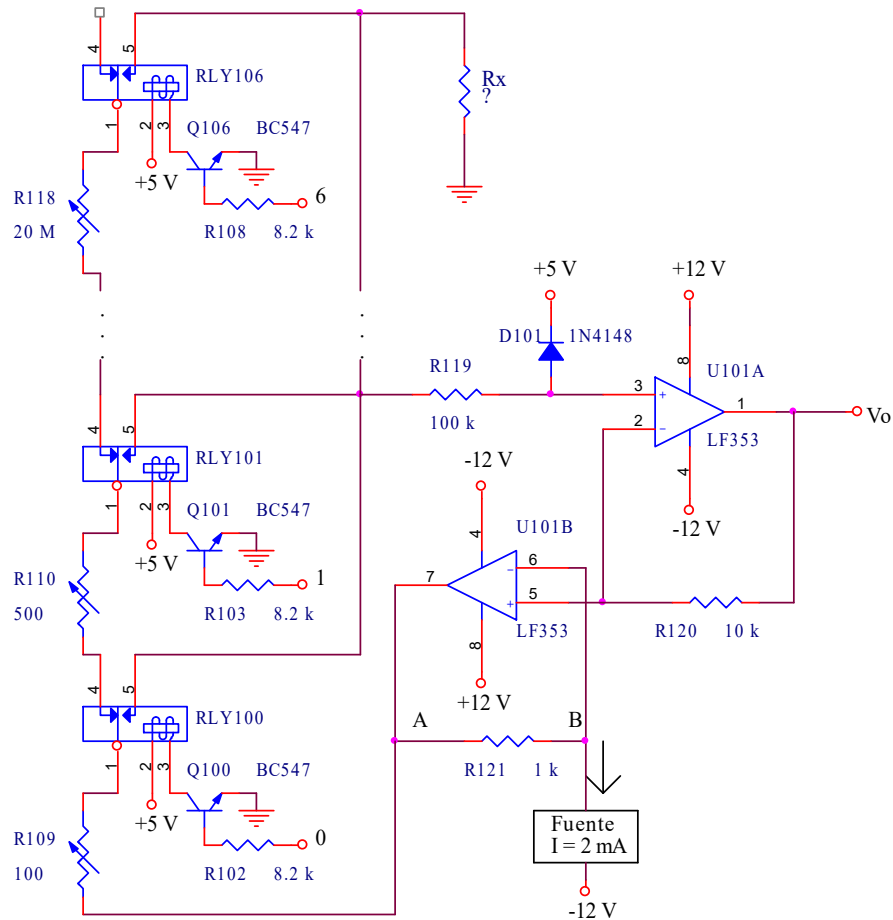 4 5
RLY106
1 2 3
Q106 BC547
+5 V
R118
20 M
R108 8.2 k
6
Rx
?
. . .
. . .
+5 V
+12 V
D101 1N4148
R119
100 k
8
U101A
3 +
2 −
1
Vo
LF353
4
-12 V
4 5
RLY101
1 2 3
Q101 BC547
+5 V
R110
500
R103 8.2 k
1
-12 V
4
U101B
7
6 −
5 +
LF353
8
+12 V
R120 10 k
4 5
RLY100
1 2 3
Q100 BC547
+5 V
R109
100
R102 8.2 k
0
A B
R121 1 k
Fuente
I = 2 mA
-12 V